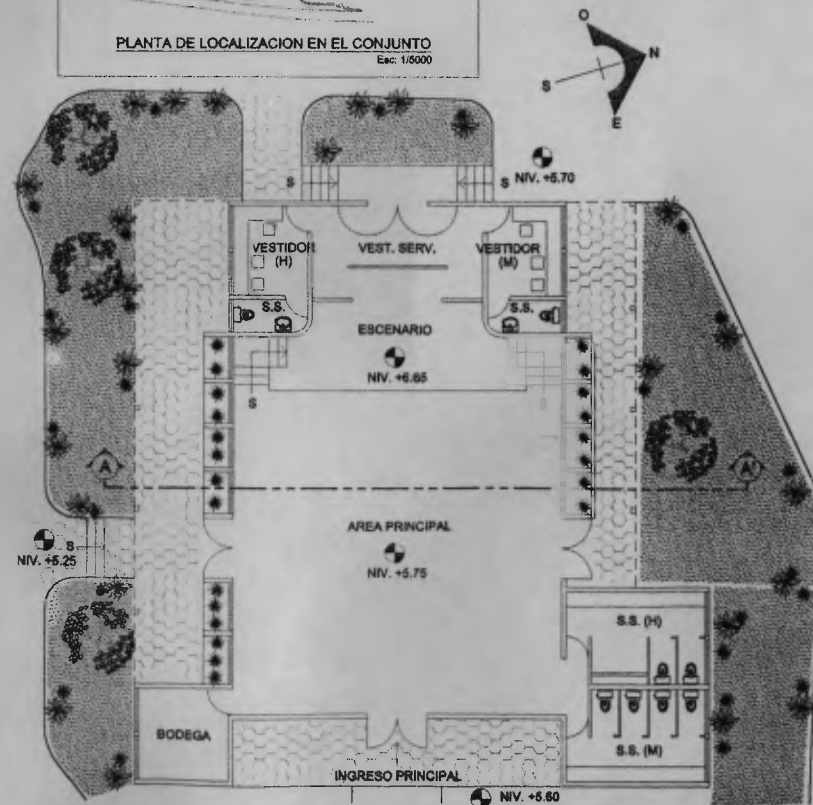 PLANTA DE LOCALIZACION EN EL CONJUNTO
Esc: 1/5000
O
N
S
E
S
S
NIV. +5.70
VESTIDOR
(H)
VEST. SERV.
VESTIDOR
(M)
S.S.
S.S.
ESCENARIO
NIV. +6.65
S
S
A
A'
AREA PRINCIPAL
NIV. +5.75
S
NIV. +5.25
S.S. (H)
BODEGA
S.S. (M)
INGRESO PRINCIPAL
NIV. +5.60